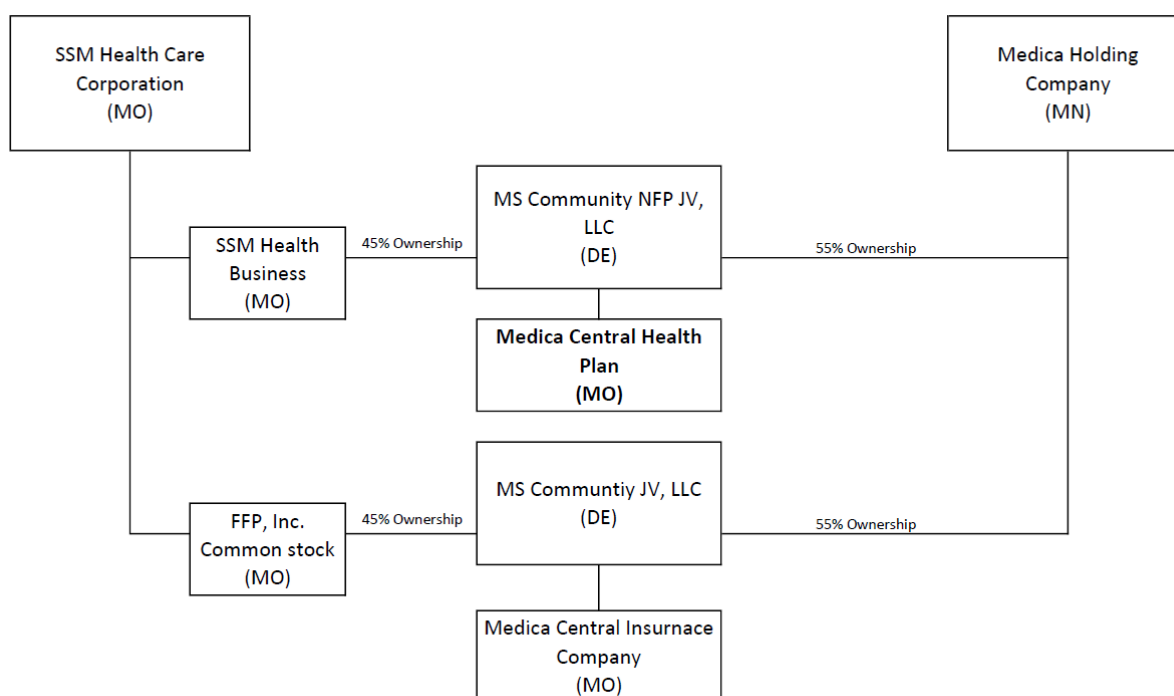 SSM Health Care
Corporation
(MO)
Medica Holding
Company
(MN)
MS Community NFP JV,
LLC
(DE)
SSM Health
Business
(MO)
45% Ownership
55% Ownership
Medica Central Health
Plan
(MO)
MS Communtiy JV, LLC
(DE)
FFP, Inc.
Common stock
(MO)
45% Ownership
55% Ownership
Medica Central Insurnace
Company
(MO)